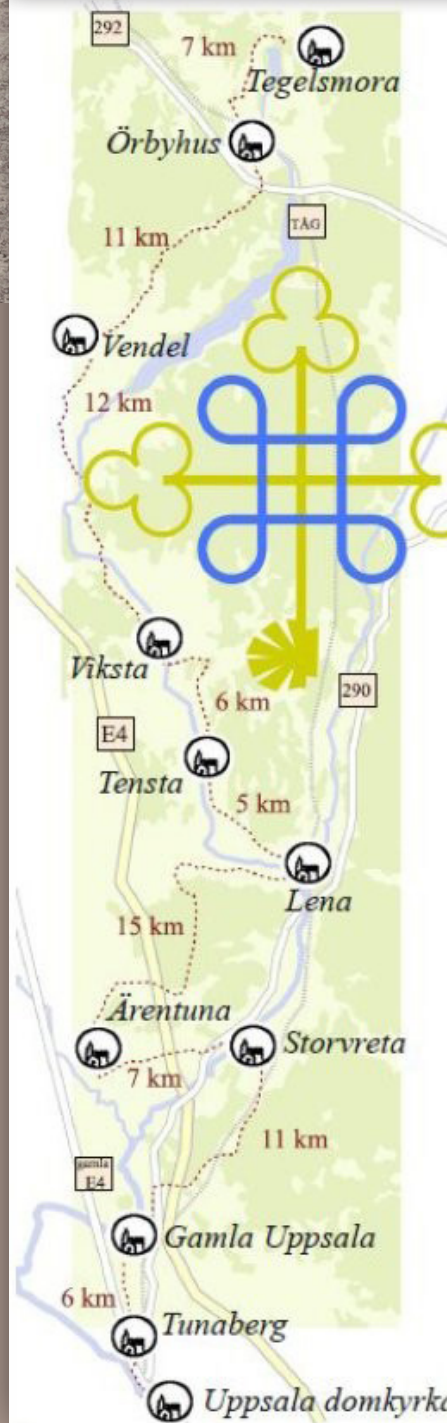 292
7 km
Tegelsmora
Örbyhus
TÅG
11 km
Vendel
12 km
Viksta
6 km
290
E4
Tensta
5 km
Lena
15 km
Ärentuna
Storvreta
7 km
11 km
gamla
E4
Gamla Uppsala
6 km
Tunaberg
Uppsala domkyrka